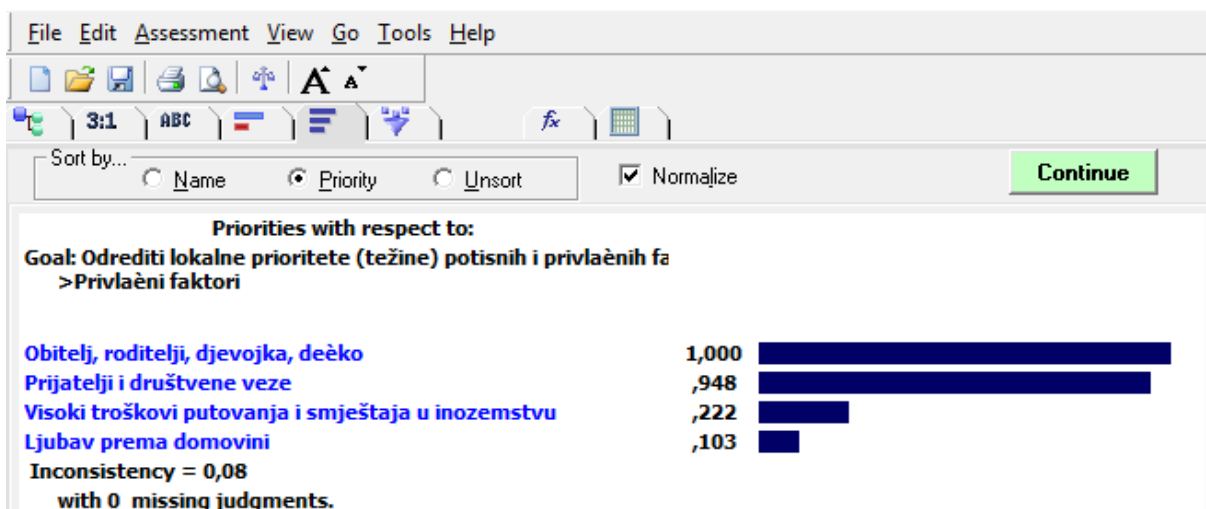 File Edit Assessment View Go Tools Help
A A
3:1 ABC fx
Sort by... Name Priority Unsort Normalize Continue
Priorities with respect to:
Goal: Odrediti lokalne prioritete (težine) potisnih i privlaènih fa
>Privlaèni faktori
Obitelj, roditelji, djevojka, deèko 1,000
Prijatelji i društvene veze ,948
Visoki troškovi putovanja i smještaja u inozemstvu ,222
Ljubav prema domovini ,103
Inconsistency = 0,08
with 0 missing judgments.